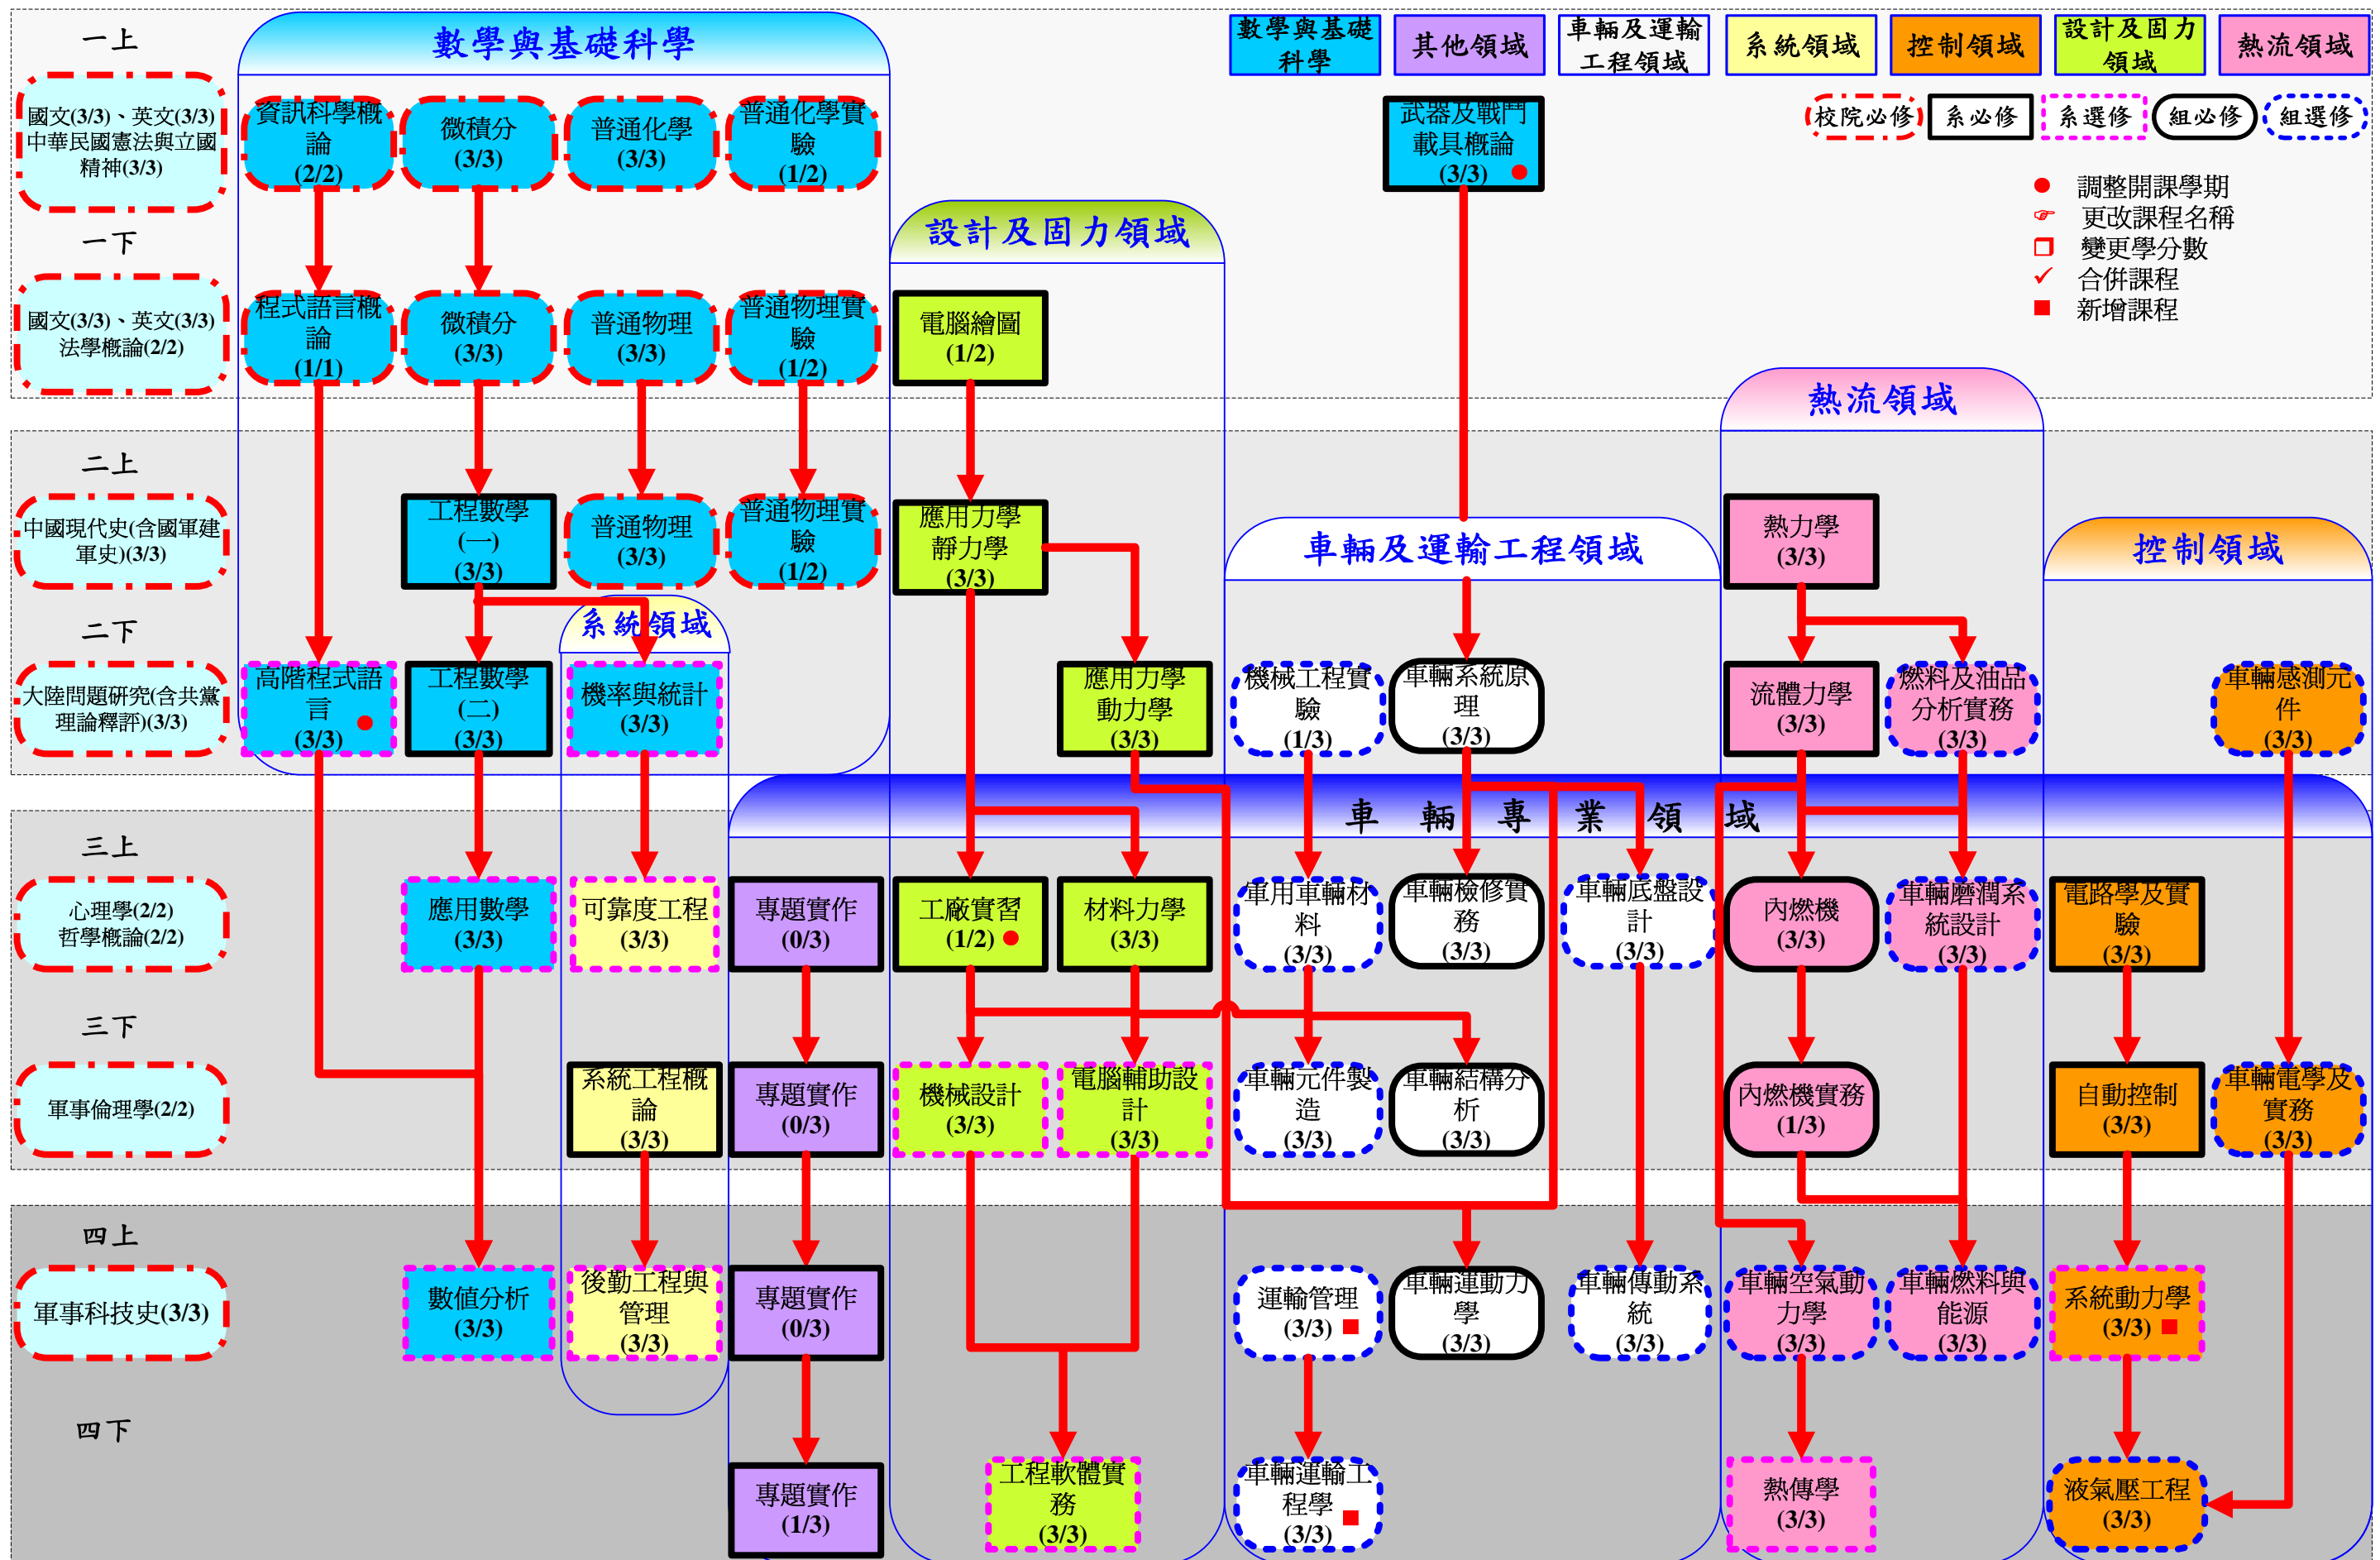 一上
數學與基礎科學
數學與基礎
科學
其他領域
車輛及運輸
工程領域
系統領域
控制領域
設計及固力
領域
熱流領域
校院必修
系必修
系選修
組必修
組選修
調整開課學期
更改課程名稱
變更學分數
合併課程
新增課程
國文(3/3)、英文(3/3)
中華民國憲法與立國
精神(3/3)
資訊科學概
論
(2/2)
微積分
(3/3)
普通化學
(3/3)
普通化學實
驗
(1/2)
武器及戰鬥
載具概論
(3/3)
一下
設計及固力領域
國文(3/3)、英文(3/3)
法學概論(2/2)
程式語言概
論
(1/1)
微積分
(3/3)
普通物理
(3/3)
普通物理實
驗
(1/2)
電腦繪圖
(1/2)
熱流領域
二上
中國現代史(含國軍建
軍史)(3/3)
工程數學
(一)
(3/3)
普通物理
(3/3)
普通物理實
驗
(1/2)
應用力學
靜力學
(3/3)
車輛及運輸工程領域
熱力學
(3/3)
控制領域
二下
系統領域
大陸問題研究(含共黨
理論釋評)(3/3)
高階程式語
言
(3/3)
工程數學
(二)
(3/3)
機率與統計
(3/3)
應用力學
動力學
(3/3)
機械工程實
驗
(1/3)
車輛系統原
理
(3/3)
流體力學
(3/3)
燃料及油品
分析實務
(3/3)
車輛感測元
件
(3/3)
車輛專業領域
三上
心理學(2/2)
哲學概論(2/2)
應用數學
(3/3)
可靠度工程
(3/3)
專題實作
(0/3)
工廠實習
(1/2)
材料力學
(3/3)
軍用車輛材
料
(3/3)
車輛檢修實
務
(3/3)
車輛底盤設
計
(3/3)
內燃機
(3/3)
車輛磨潤系
統設計
(3/3)
電路學及實
驗
(3/3)
三下
軍事倫理學(2/2)
系統工程概
論
(3/3)
專題實作
(0/3)
機械設計
(3/3)
電腦輔助設
計
(3/3)
車輛元件製
造
(3/3)
車輛結構分
析
(3/3)
內燃機實務
(1/3)
自動控制
(3/3)
車輛電學及
實務
(3/3)
四上
軍事科技史(3/3)
數值分析
(3/3)
後勤工程與
管理
(3/3)
專題實作
(0/3)
運輸管理
(3/3)
車輛運動力
學
(3/3)
車輛傳動系
統
(3/3)
車輛空氣動
力學
(3/3)
車輛燃料與
能源
(3/3)
系統動力學
(3/3)
四下
專題實作
(1/3)
工程軟體實
務
(3/3)
車輛運輸工
程學
(3/3)
熱傳學
(3/3)
液氣壓工程
(3/3)